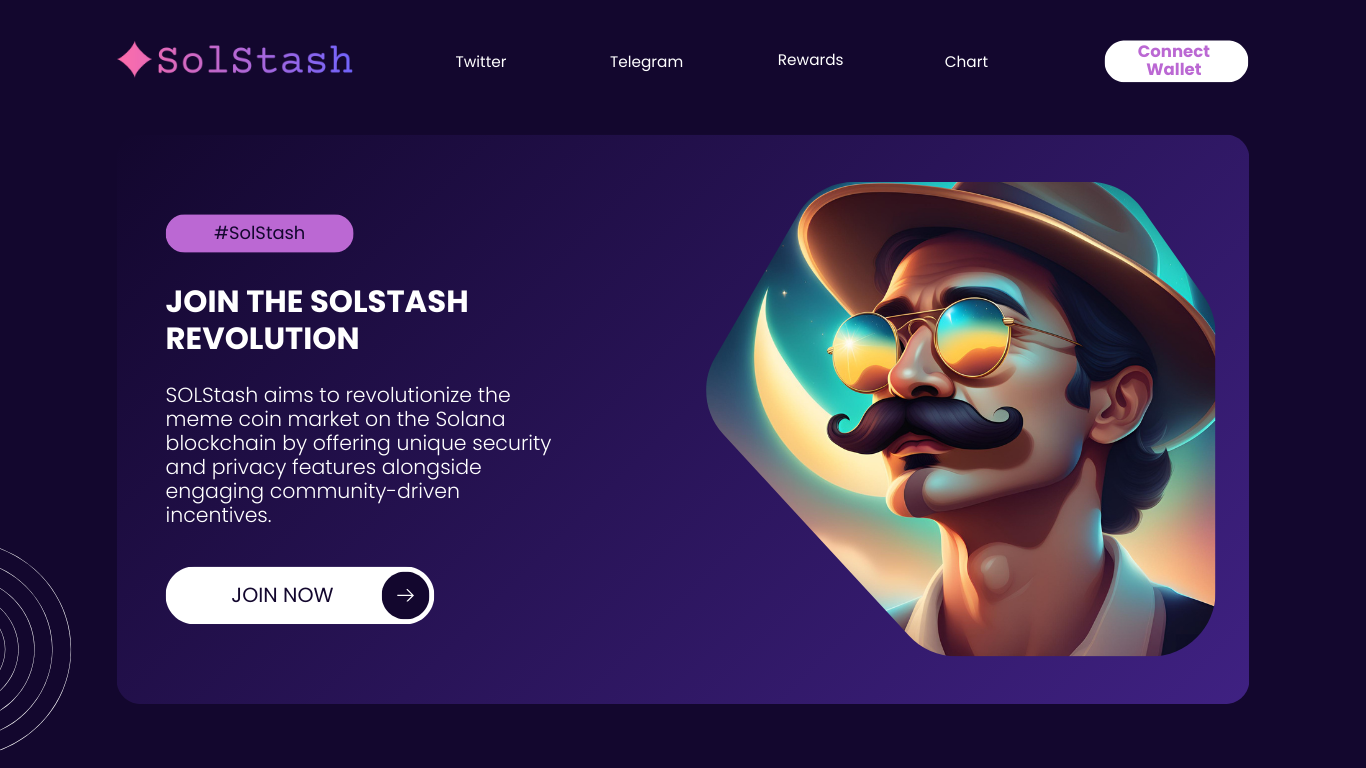 SolStash
Twitter
Telegram
Rewards
Chart
Connect
Wallet
#SolStash
JOIN THE SOLSTASH
REVOLUTION
SOLStash aims to revolutionize the
meme coin market on the Solana
blockchain by offering unique security
and privacy features alongside
engaging community-driven
incentives.
JOIN NOW